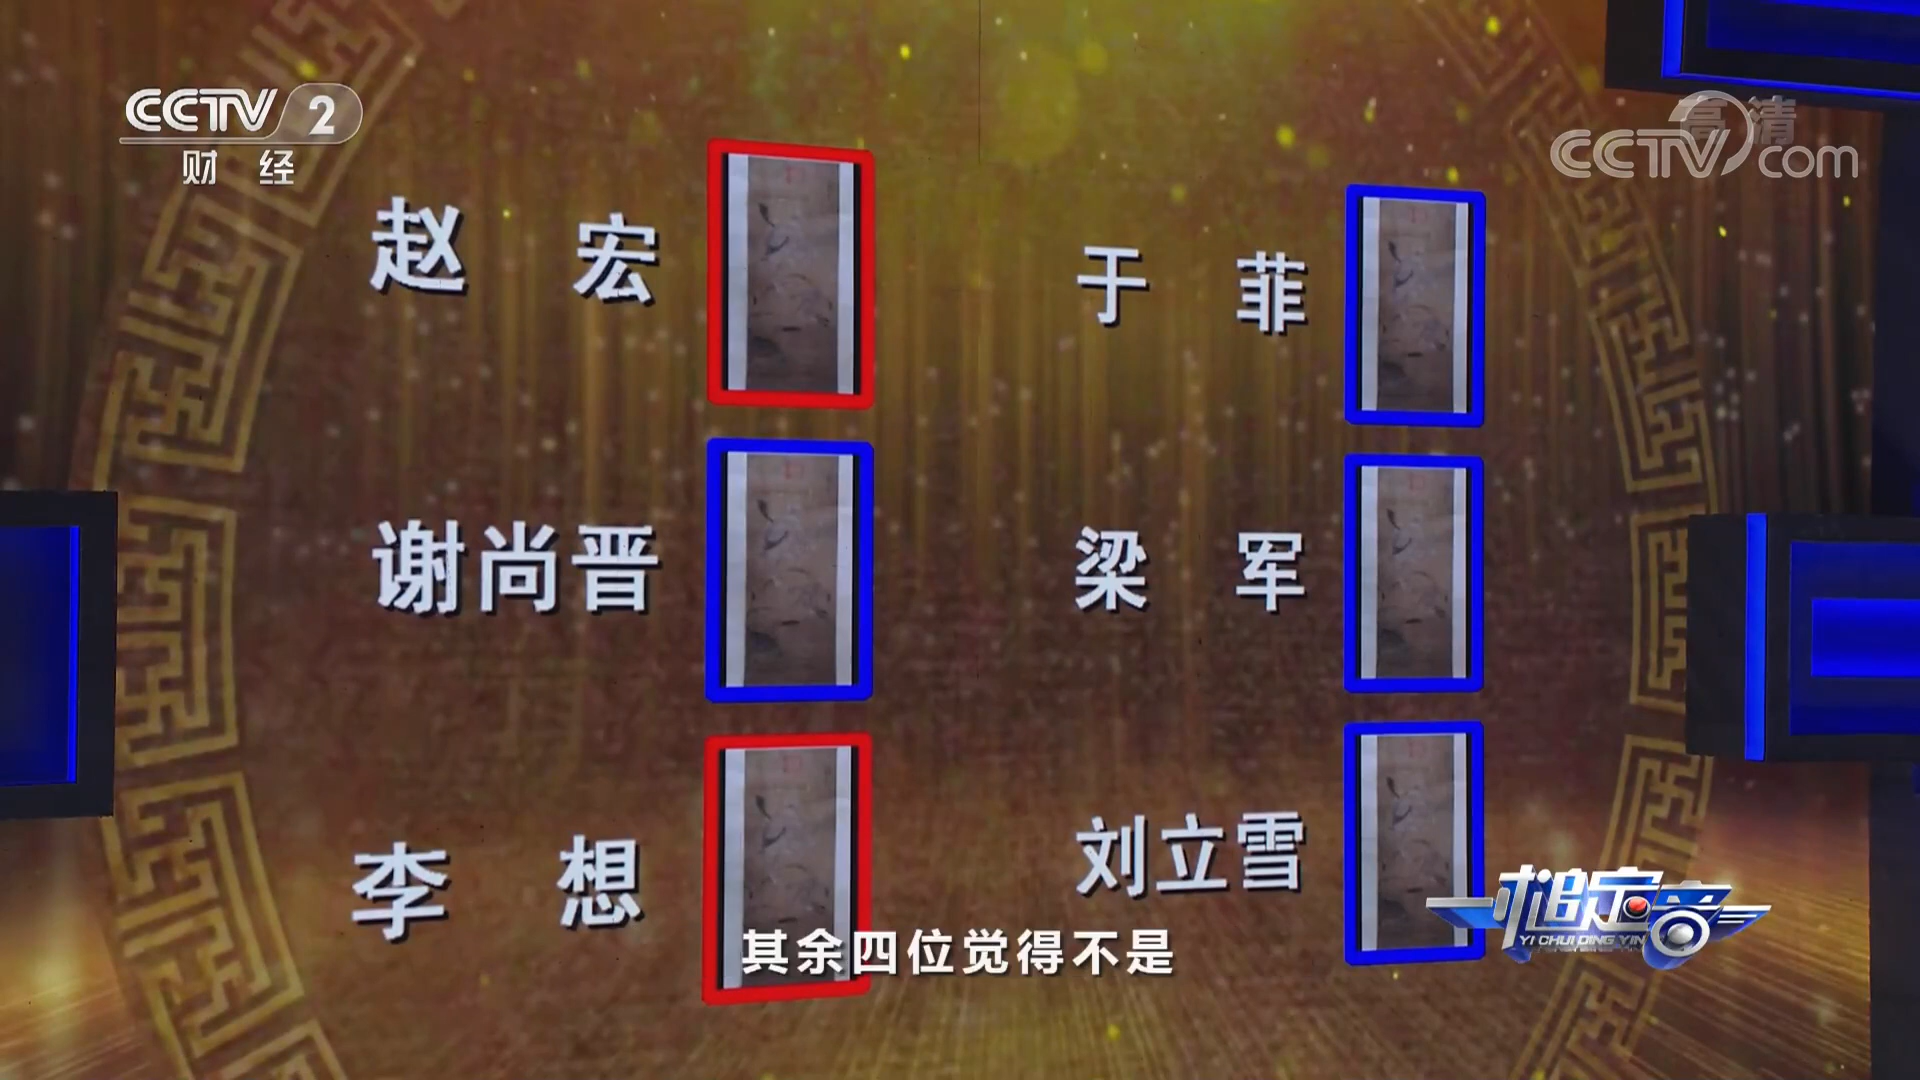 CCTV 2
财 经
高清
CCTV com
赵 宏
于 菲
谢尚晋
梁 军
李 想
刘立雪
其余四位觉得不是
一槌定音
YI CHUI DING YIN